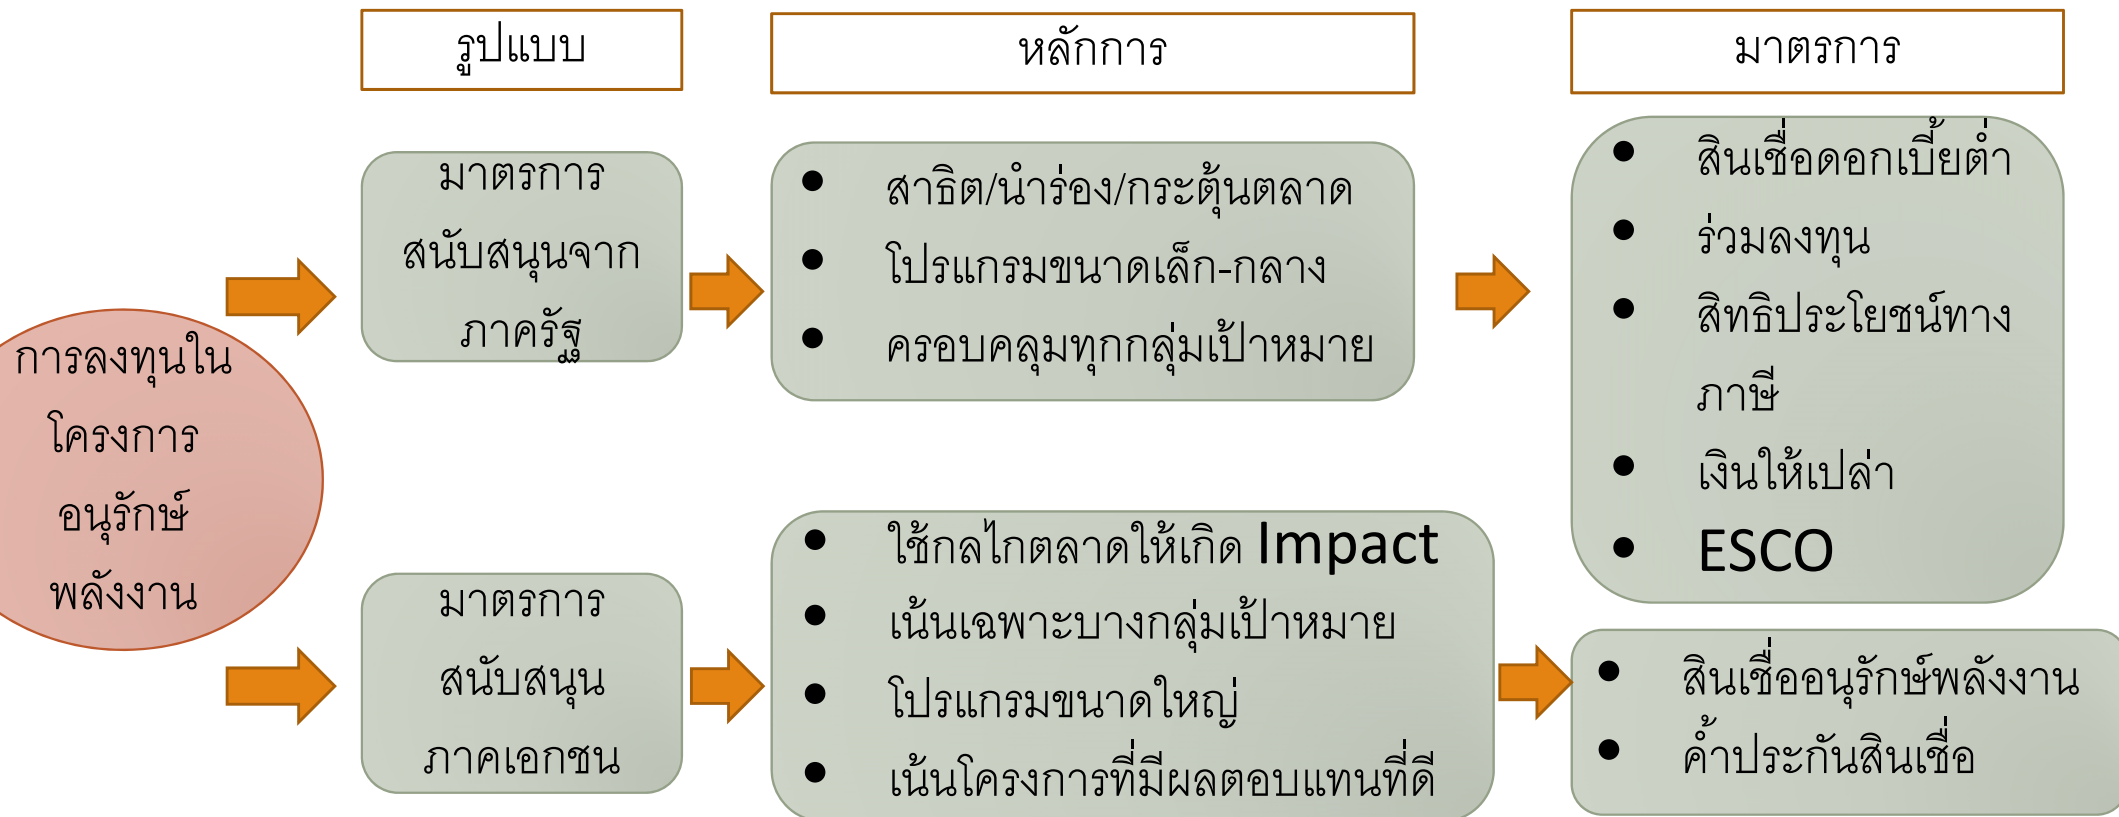 รูปแบบ
หลักการ
มาตรการ
การลงทุนใน
โครงการ
อนุรักษ์
พลังงาน
มาตรการ
สนับสนุนจาก
ภาครัฐ
● สาธิต/นำร่อง/กระตุ้นตลาด
● โปรแกรมขนาดเล็ก-กลาง
● ครอบคลุมทุกกลุ่มเป้าหมาย
● สินเชื่อดอกเบี้ยต่ำ
● ร่วมลงทุน
● สิทธิประโยชน์ทาง
ภาษี
● เงินให้เปล่า
● ESCO
มาตรการ
สนับสนุน
ภาคเอกชน
● ใช้กลไกตลาดให้เกิด Impact
● เน้นเฉพาะบางกลุ่มเป้าหมาย
● โปรแกรมขนาดใหญ่
● เน้นโครงการที่มีผลตอบแทนที่ดี
● สินเชื่ออนุรักษ์พลังงาน
● ค้ำประกันสินเชื่อ